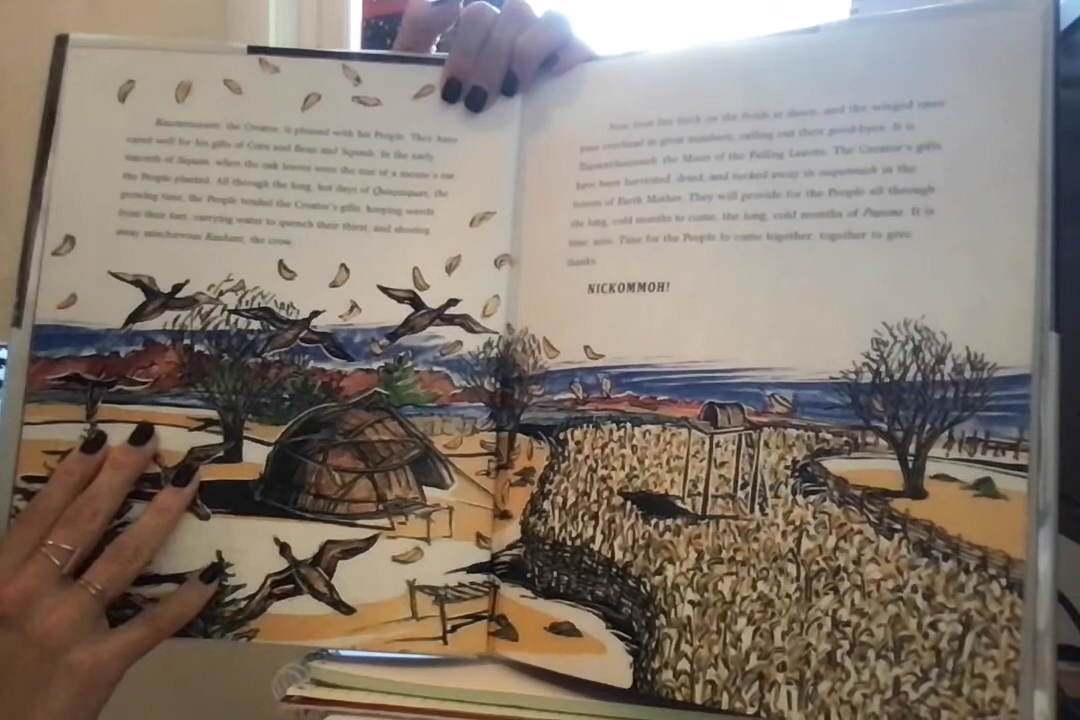 the Creator, is pleased with his People. They have
cared well for his gifts of Corn and Bean and Squash. In the early
warmth of when the oak leaves were the size of a mouse's ear
the People planted. All through the long, hot days of the
growing time, the People tended the Creator's gifts, keeping weeds
from their feet, carrying water to quench their thirst, and shooing
away mischievous the crow.
Now frost lies thick on the fields at dawn, and the winged ones
pass overhead in great numbers, calling out their good-byes. It is
the Moon of the Falling Leaves. The Creator's gifts
have been harvested, dried, and tucked away in in the
bosom of Earth Mother. They will provide for the People all through
the long, cold months to come, the long, cold months of Papone. It is
time now. Time for the People to come together, together to give
thanks.
NICKOMMOH!